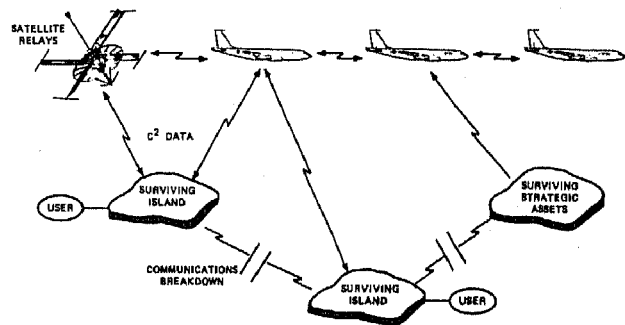 SATELLITE
RELAYS
C² DATA
SURVIVING
ISLAND
USER
SURVIVING
STRATEGIC
ASSETS
COMMUNICATIONS
BREAKDOWN
SURVIVING
ISLAND
USER